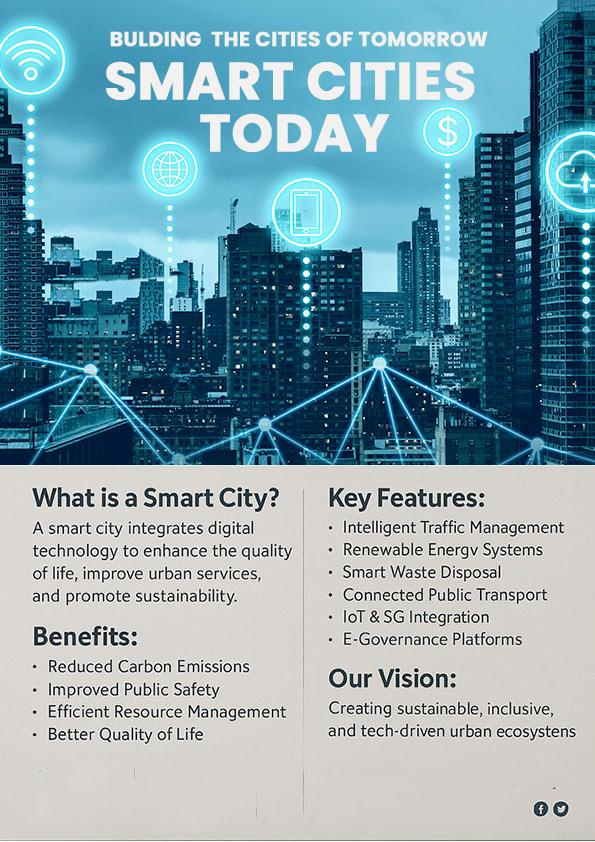 BULDING THE CITIES OF TOMORROW
SMART CITIES
TODAY
$
What is a Smart City?
A smart city integrates digital
technology to enhance the quality
of life, improve urban services,
and promote sustainability.
Benefits:
• Reduced Carbon Emissions
• Improved Public Safety
• Efficient Resource Management
• Better Quality of Life
Key Features:
• Intelligent Traffic Management
• Renewable Energv Systems
• Smart Waste Disposal
• Connected Public Transport
• IoT & SG Integration
• E-Governance Platforms
Our Vision:
Creating sustainable, inclusive,
and tech-driven urban ecosystens